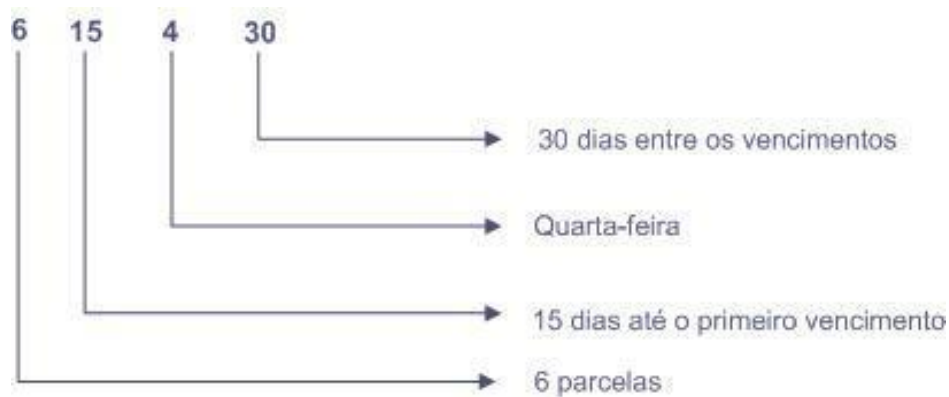 6 15 4 30
30 dias entre os vencimentos
Quarta-feira
15 dias até o primeiro vencimento
6 parcelas